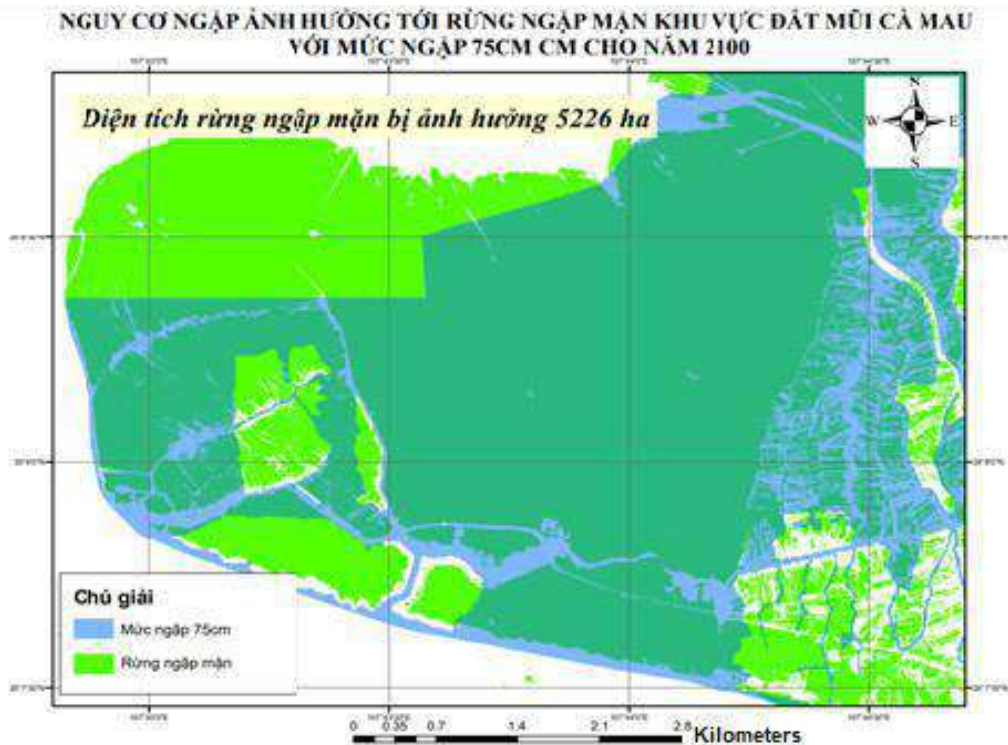 NGUY CƠ NGẬP ẢNH HƯỞNG TỚI RỪNG NGẬP MẶN KHU VỰC ĐẤT MŨI CÀ MAU
VỚI MỨC NGẬP 75CM CM CHO NĂM 2100
Diện tích rừng ngập mặn bị ảnh hưởng 5226 ha
N
W E
S
Chú giải
Mức ngập 75cm
Rừng ngập mặn
0 0.35 0.7 1.4 2.1 2.8
Kilometers